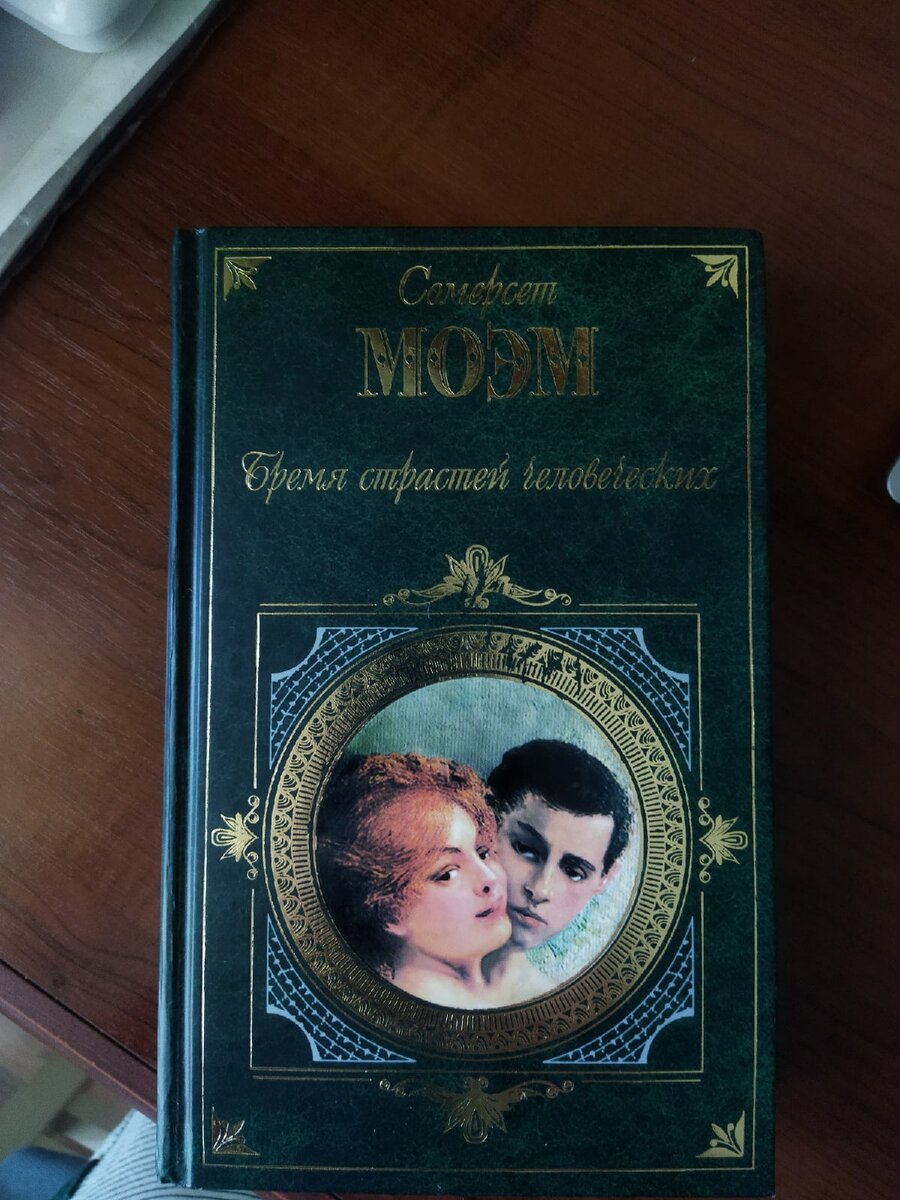 Сомерсет
МОЭМ
Бремя страстей человеческих